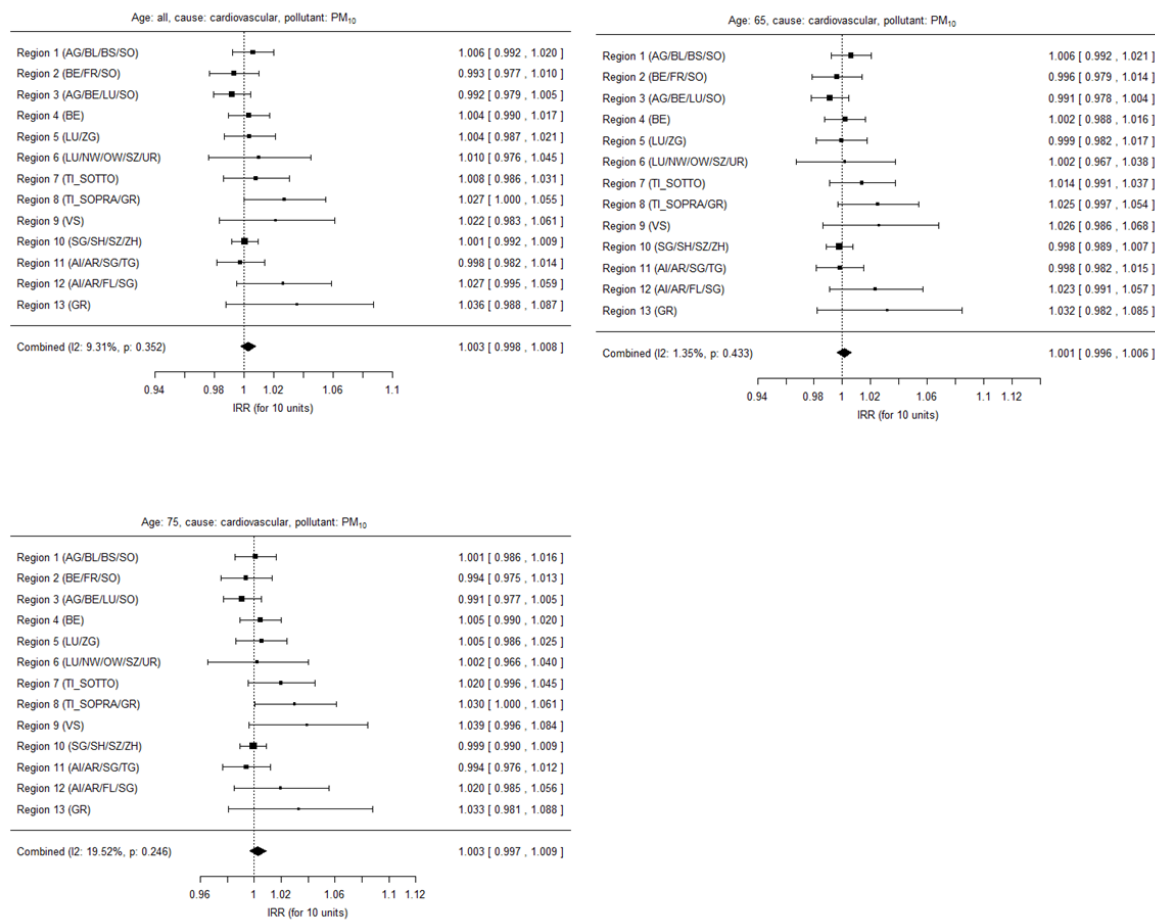 Age: all, cause: cardiovascular, pollutant: PM₁₀
Region 1 (AG/BL/BS/SO) 1.006 [ 0.992 , 1.020 ]
Region 2 (BE/FR/SO) 0.993 [ 0.977 , 1.010 ]
Region 3 (AG/BE/LU/SO) 0.992 [ 0.979 , 1.005 ]
Region 4 (BE) 1.004 [ 0.990 , 1.017 ]
Region 5 (LU/ZG) 1.004 [ 0.987 , 1.021 ]
Region 6 (LU/NW/OW/SZ/UR) 1.010 [ 0.976 , 1.045 ]
Region 7 (TI_SOTTO) 1.008 [ 0.986 , 1.031 ]
Region 8 (TI_SOPRA/GR) 1.027 [ 1.000 , 1.055 ]
Region 9 (VS) 1.022 [ 0.983 , 1.061 ]
Region 10 (SG/SH/SZ/ZH) 1.001 [ 0.992 , 1.009 ]
Region 11 (AI/AR/SG/TG) 0.998 [ 0.982 , 1.014 ]
Region 12 (AI/AR/FL/SG) 1.027 [ 0.995 , 1.059 ]
Region 13 (GR) 1.036 [ 0.988 , 1.087 ]
Combined (I2: 9.31%, p: 0.352) 1.003 [ 0.998 , 1.008 ]
0.94 0.98 1 1.02 1.06 1.1
IRR (for 10 units)
Age: 65, cause: cardiovascular, pollutant: PM₁₀
Region 1 (AG/BL/BS/SO) 1.006 [ 0.992 , 1.021 ]
Region 2 (BE/FR/SO) 0.996 [ 0.979 , 1.014 ]
Region 3 (AG/BE/LU/SO) 0.991 [ 0.978 , 1.004 ]
Region 4 (BE) 1.002 [ 0.988 , 1.016 ]
Region 5 (LU/ZG) 0.999 [ 0.982 , 1.017 ]
Region 6 (LU/NW/OW/SZ/UR) 1.002 [ 0.967 , 1.038 ]
Region 7 (TI_SOTTO) 1.014 [ 0.991 , 1.037 ]
Region 8 (TI_SOPRA/GR) 1.025 [ 0.997 , 1.054 ]
Region 9 (VS) 1.026 [ 0.986 , 1.068 ]
Region 10 (SG/SH/SZ/ZH) 0.998 [ 0.989 , 1.007 ]
Region 11 (AI/AR/SG/TG) 0.998 [ 0.982 , 1.015 ]
Region 12 (AI/AR/FL/SG) 1.023 [ 0.991 , 1.057 ]
Region 13 (GR) 1.032 [ 0.982 , 1.085 ]
Combined (I2: 1.35%, p: 0.433) 1.001 [ 0.996 , 1.006 ]
0.94 0.98 1 1.02 1.06 1.1 1.12
IRR (for 10 units)
Age: 75, cause: cardiovascular, pollutant: PM₁₀
Region 1 (AG/BL/BS/SO) 1.001 [ 0.986 , 1.016 ]
Region 2 (BE/FR/SO) 0.994 [ 0.975 , 1.013 ]
Region 3 (AG/BE/LU/SO) 0.991 [ 0.977 , 1.005 ]
Region 4 (BE) 1.005 [ 0.990 , 1.020 ]
Region 5 (LU/ZG) 1.005 [ 0.986 , 1.025 ]
Region 6 (LU/NW/OW/SZ/UR) 1.002 [ 0.966 , 1.040 ]
Region 7 (TI_SOTTO) 1.020 [ 0.996 , 1.045 ]
Region 8 (TI_SOPRA/GR) 1.030 [ 1.000 , 1.061 ]
Region 9 (VS) 1.039 [ 0.996 , 1.084 ]
Region 10 (SG/SH/SZ/ZH) 0.999 [ 0.990 , 1.009 ]
Region 11 (AI/AR/SG/TG) 0.994 [ 0.976 , 1.012 ]
Region 12 (AI/AR/FL/SG) 1.020 [ 0.985 , 1.056 ]
Region 13 (GR) 1.033 [ 0.981 , 1.088 ]
Combined (I2: 19.52%, p: 0.246) 1.003 [ 0.997 , 1.009 ]
0.96 1 1.02 1.06 1.1 1.12
IRR (for 10 units)